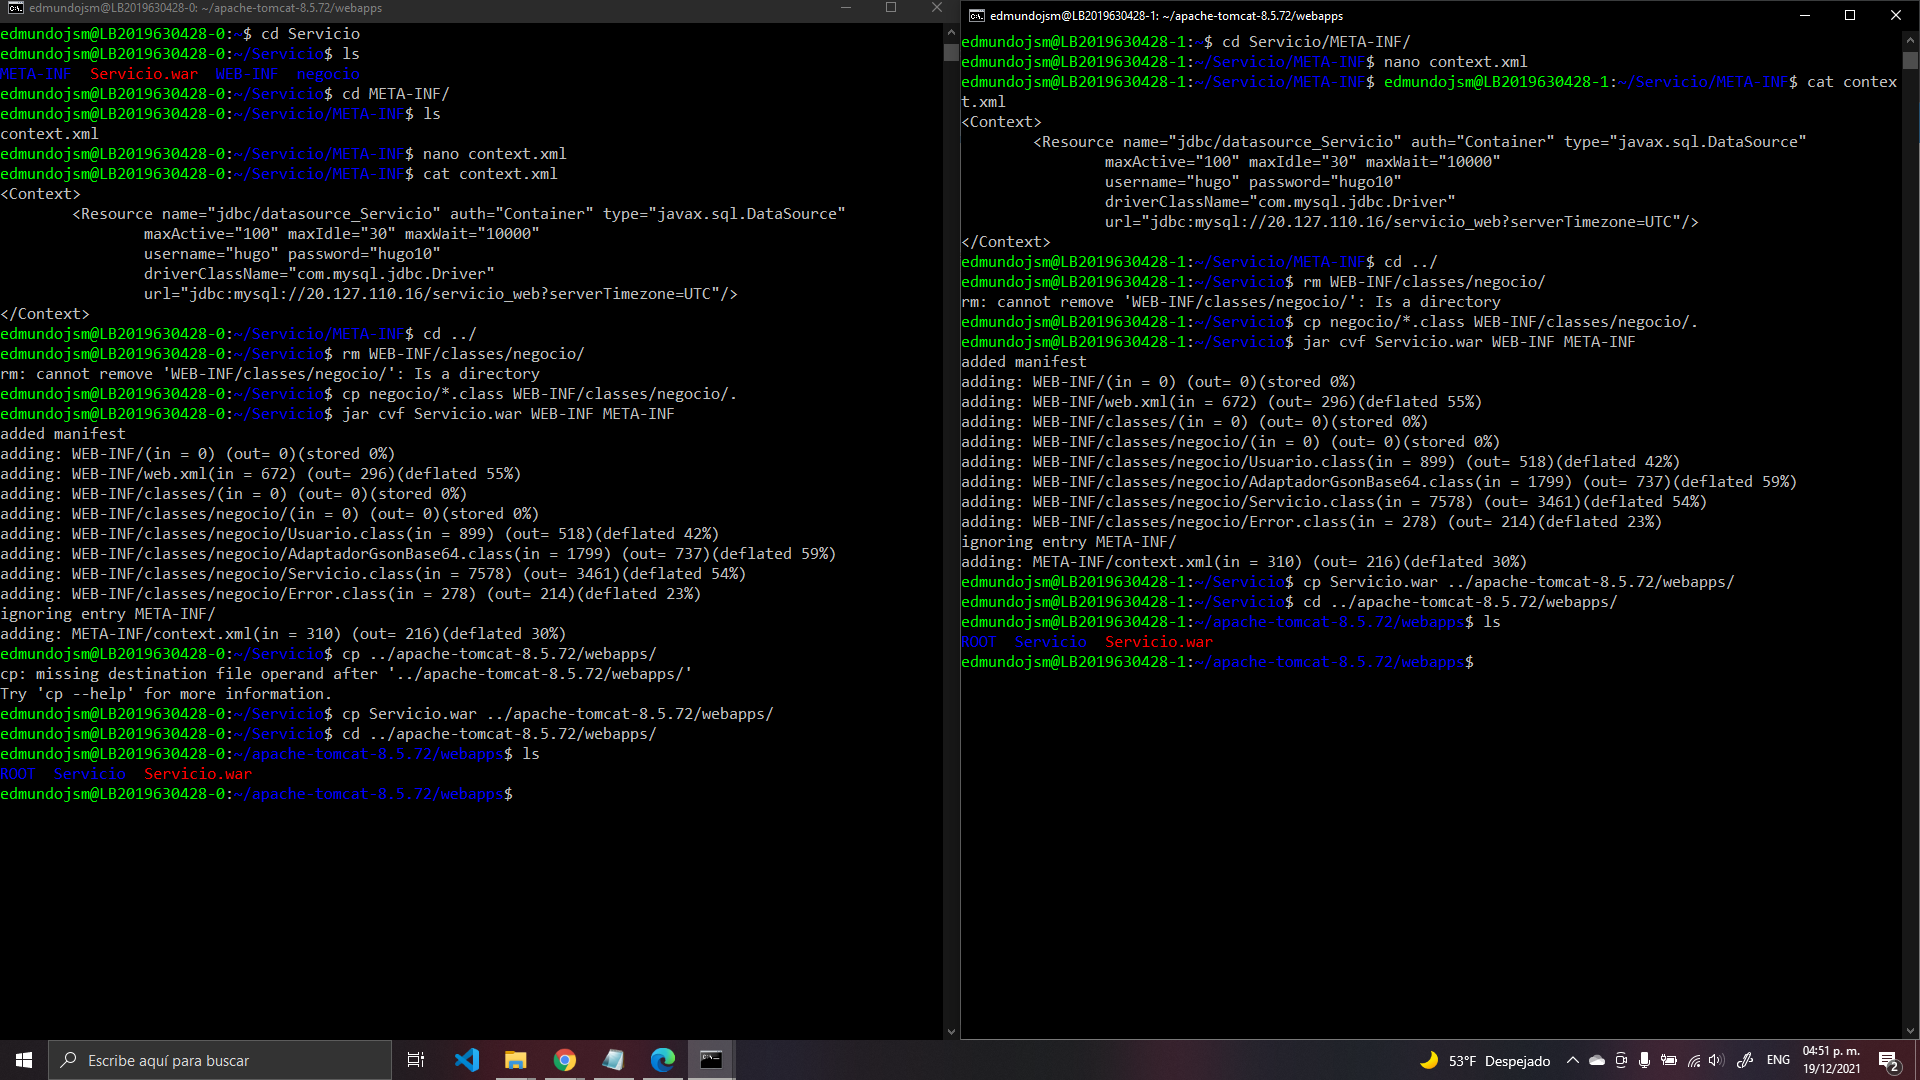 edmundojsm@LB2019630428-0: ~/apache-tomcat-8.5.72/webapps
edmundojsm@LB2019630428-0:~$ cd Servicio
edmundojsm@LB2019630428-0:~/Servicio$ ls
META-INF  Servicio.war  WEB-INF  negocio
edmundojsm@LB2019630428-0:~/Servicio$ cd META-INF/
edmundojsm@LB2019630428-0:~/Servicio/META-INF$ ls
context.xml
edmundojsm@LB2019630428-0:~/Servicio/META-INF$ nano context.xml
edmundojsm@LB2019630428-0:~/Servicio/META-INF$ cat context.xml
<Context>
        <Resource name="jdbc/datasource_Servicio" auth="Container" type="javax.sql.DataSource"
                maxActive="100" maxIdle="30" maxWait="10000"
                username="hugo" password="hugo10"
                driverClassName="com.mysql.jdbc.Driver"
                url="jdbc:mysql://20.127.110.16/servicio_web?serverTimezone=UTC"/>
</Context>
edmundojsm@LB2019630428-0:~/Servicio/META-INF$ cd ../
edmundojsm@LB2019630428-0:~/Servicio$ rm WEB-INF/classes/negocio/
rm: cannot remove 'WEB-INF/classes/negocio/': Is a directory
edmundojsm@LB2019630428-0:~/Servicio$ cp negocio/*.class WEB-INF/classes/negocio/.
edmundojsm@LB2019630428-0:~/Servicio$ jar cvf Servicio.war WEB-INF META-INF
added manifest
adding: WEB-INF/(in = 0) (out= 0)(stored 0%)
adding: WEB-INF/web.xml(in = 672) (out= 296)(deflated 55%)
adding: WEB-INF/classes/(in = 0) (out= 0)(stored 0%)
adding: WEB-INF/classes/negocio/(in = 0) (out= 0)(stored 0%)
adding: WEB-INF/classes/negocio/Usuario.class(in = 899) (out= 518)(deflated 42%)
adding: WEB-INF/classes/negocio/AdaptadorGsonBase64.class(in = 1799) (out= 737)(deflated 59%)
adding: WEB-INF/classes/negocio/Servicio.class(in = 7578) (out= 3461)(deflated 54%)
adding: WEB-INF/classes/negocio/Error.class(in = 278) (out= 214)(deflated 23%)
ignoring entry META-INF/
adding: META-INF/context.xml(in = 310) (out= 216)(deflated 30%)
edmundojsm@LB2019630428-0:~/Servicio$ cp ../apache-tomcat-8.5.72/webapps/
cp: missing destination file operand after '../apache-tomcat-8.5.72/webapps/'
Try 'cp --help' for more information.
edmundojsm@LB2019630428-0:~/Servicio$ cp Servicio.war ../apache-tomcat-8.5.72/webapps/
edmundojsm@LB2019630428-0:~/Servicio$ cd ../apache-tomcat-8.5.72/webapps/
edmundojsm@LB2019630428-0:~/apache-tomcat-8.5.72/webapps$ ls
ROOT  Servicio  Servicio.war
edmundojsm@LB2019630428-0:~/apache-tomcat-8.5.72/webapps$
edmundojsm@LB2019630428-1: ~/apache-tomcat-8.5.72/webapps
edmundojsm@LB2019630428-1:~$ cd Servicio/META-INF/
edmundojsm@LB2019630428-1:~/Servicio/META-INF$ nano context.xml
edmundojsm@LB2019630428-1:~/Servicio/META-INF$ edmundojsm@LB2019630428-1:~/Servicio/META-INF$ cat contex
t.xml
<Context>
        <Resource name="jdbc/datasource_Servicio" auth="Container" type="javax.sql.DataSource"
                maxActive="100" maxIdle="30" maxWait="10000"
                username="hugo" password="hugo10"
                driverClassName="com.mysql.jdbc.Driver"
                url="jdbc:mysql://20.127.110.16/servicio_web?serverTimezone=UTC"/>
</Context>
edmundojsm@LB2019630428-1:~/Servicio/META-INF$ cd ../
edmundojsm@LB2019630428-1:~/Servicio$ rm WEB-INF/classes/negocio/
rm: cannot remove 'WEB-INF/classes/negocio/': Is a directory
edmundojsm@LB2019630428-1:~/Servicio$ cp negocio/*.class WEB-INF/classes/negocio/.
edmundojsm@LB2019630428-1:~/Servicio$ jar cvf Servicio.war WEB-INF META-INF
added manifest
adding: WEB-INF/(in = 0) (out= 0)(stored 0%)
adding: WEB-INF/web.xml(in = 672) (out= 296)(deflated 55%)
adding: WEB-INF/classes/(in = 0) (out= 0)(stored 0%)
adding: WEB-INF/classes/negocio/(in = 0) (out= 0)(stored 0%)
adding: WEB-INF/classes/negocio/Usuario.class(in = 899) (out= 518)(deflated 42%)
adding: WEB-INF/classes/negocio/AdaptadorGsonBase64.class(in = 1799) (out= 737)(deflated 59%)
adding: WEB-INF/classes/negocio/Servicio.class(in = 7578) (out= 3461)(deflated 54%)
adding: WEB-INF/classes/negocio/Error.class(in = 278) (out= 214)(deflated 23%)
ignoring entry META-INF/
adding: META-INF/context.xml(in = 310) (out= 216)(deflated 30%)
edmundojsm@LB2019630428-1:~/Servicio$ cp Servicio.war ../apache-tomcat-8.5.72/webapps/
edmundojsm@LB2019630428-1:~/Servicio$ cd ../apache-tomcat-8.5.72/webapps/
edmundojsm@LB2019630428-1:~/apache-tomcat-8.5.72/webapps$ ls
ROOT  Servicio  Servicio.war
edmundojsm@LB2019630428-1:~/apache-tomcat-8.5.72/webapps$
Escribe aquí para buscar
53°F Despejado
ENG
04:51 p. m.
19/12/2021
2